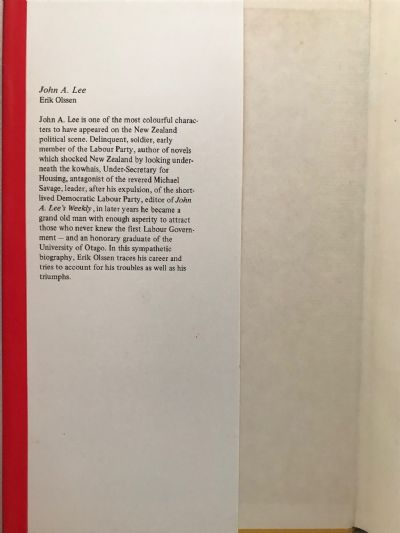 John A. Lee
Erik Olssen
John A. Lee is one of the most colourful charac-
ters to have appeared on the New Zealand
political scene. Delinquent, soldier, early
member of the Labour Party, author of novels
which shocked New Zealand by looking under-
neath the kowhais, Under-Secretary for
Housing, antagonist of the revered Michael
Savage, leader, after his expulsion, of the short-
lived Democratic Labour Party, editor of John
A. Lee's Weekly, in later years he became a
grand old man with enough asperity to attract
those who never knew the first Labour Govern-
ment – and an honorary graduate of the
University of Otago. In this sympathetic
biography, Erik Olssen traces his career and
tries to account for his troubles as well as his
triumphs.